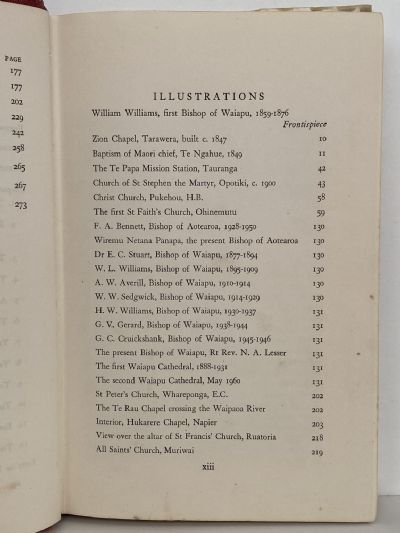 PAGE
177
177
202
229
242
258
265
267
273
ILLUSTRATIONS
William Williams, first Bishop of Waiapu, 1859-1876
Frontispiece
Zion Chapel, Tarawera, built c. 1847 10
Baptism of Maori chief, Te Ngahue, 1849 11
The Te Papa Mission Station, Tauranga 42
Church of St Stephen the Martyr, Opotiki, c. 1900 43
Christ Church, Pukehou, H.B. 58
The first St Faith's Church, Ohinemutu 59
F. A. Bennett, Bishop of Aotearoa, 1928-1950 130
Wiremu Netana Panapa, the present Bishop of Aotearoa 130
Dr E. C. Stuart, Bishop of Waiapu, 1877-1894 130
W. L. Williams, Bishop of Waiapu, 1895-1909 130
A. W. Averill, Bishop of Waiapu, 1910-1914 130
W. W. Sedgwick, Bishop of Waiapu, 1914-1929 130
H. W. Williams, Bishop of Waiapu, 1930-1937 131
G. V. Gerard, Bishop of Waiapu, 1938-1944 131
G. C. Cruickshank, Bishop of Waiapu, 1945-1946 131
The present Bishop of Waiapu, Rt Rev. N. A. Lesser 131
The first Waiapu Cathedral, 1888-1931 131
The second Waiapu Cathedral, May 1960 131
St Peter's Church, Whareponga, E.C. 202
The Te Rau Chapel crossing the Waipaoa River 202
Interior, Hukarere Chapel, Napier 203
View over the altar of St Francis' Church, Ruatoria 218
All Saints' Church, Muriwai 219
xiii